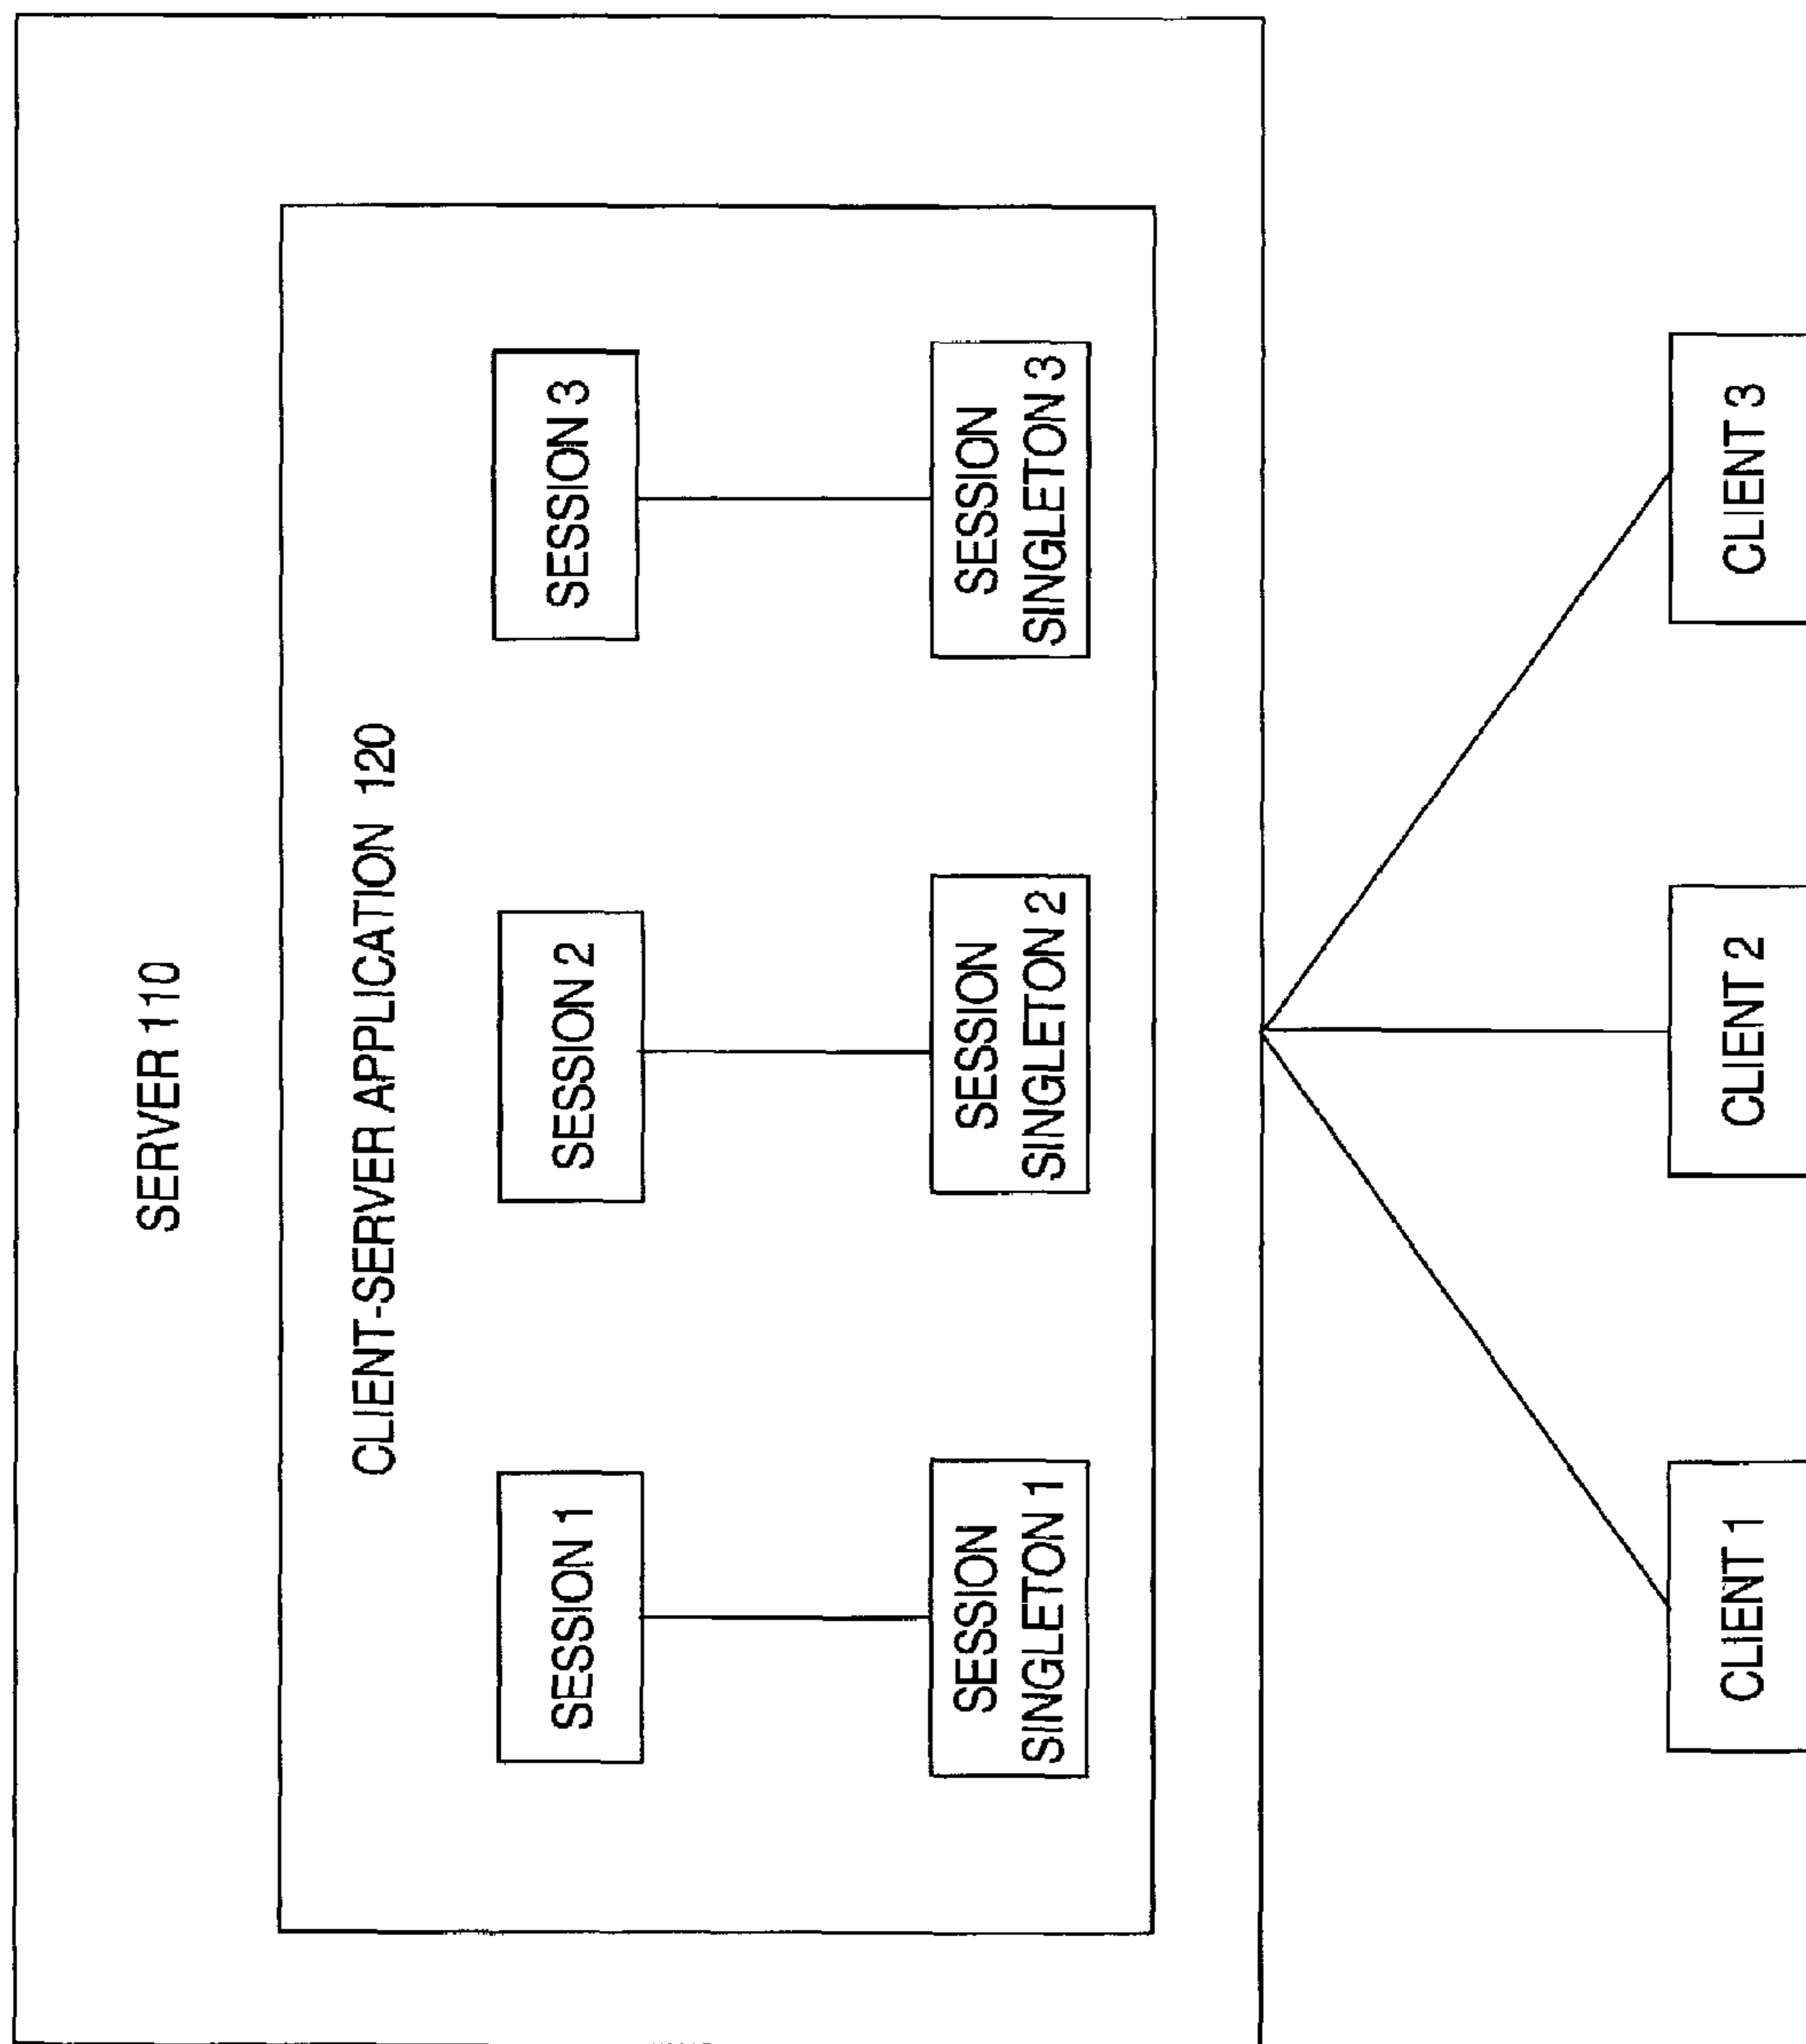 SERVER 110
CLIENT-SERVER APPLICATION 120
SESSION 1
SESSION 2
SESSION 3
SESSION
SINGLETON 1
SESSION
SINGLETON 2
SESSION
SINGLETON 3
CLIENT 1
CLIENT 2
CLIENT 3